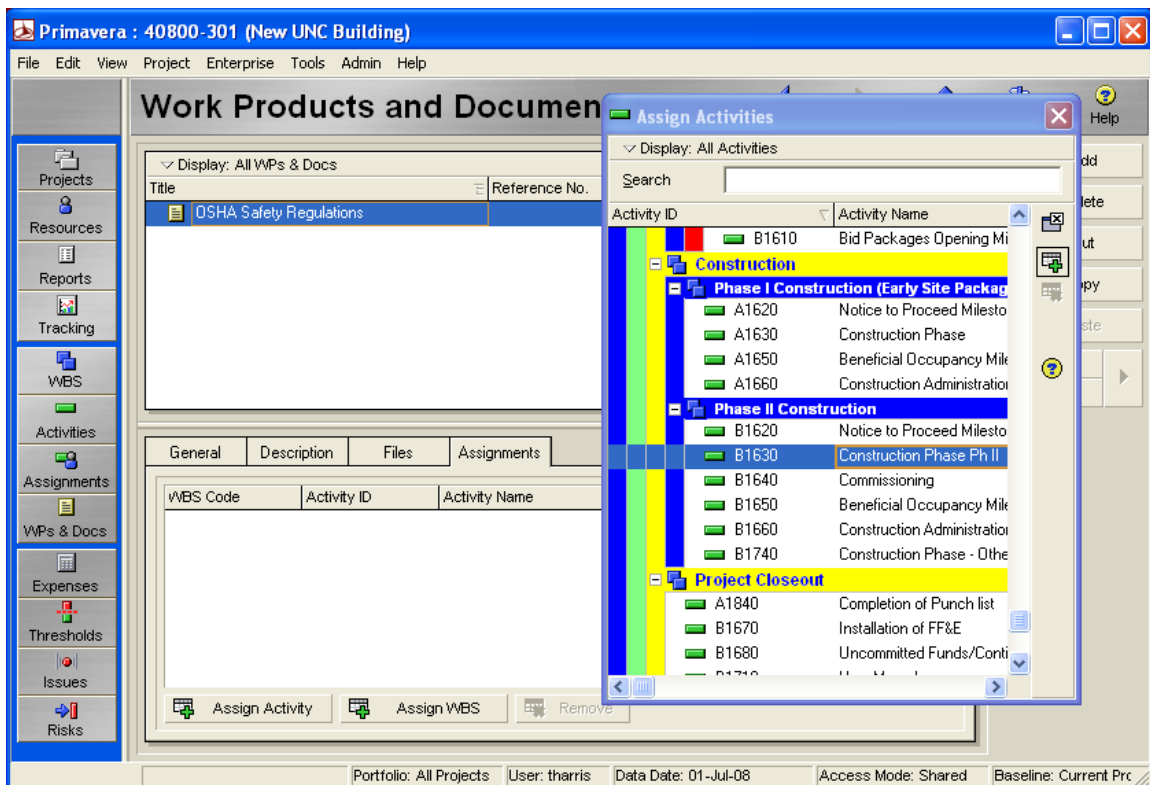 Primavera : 40800-301 (New UNC Building)
File Edit View Project Enterprise Tools Admin Help
Work Products and Documen
Help
Projects
Resources
Reports
Tracking
WBS
Activities
Assignments
WPs & Docs
Expenses
Thresholds
Issues
Risks
Display: All WPs & Docs
Title Reference No.
OSHA Safety Regulations
General Description Files Assignments
WBS Code Activity ID Activity Name
Assign Activity Assign WBS Remove
Assign Activities
Display: All Activities
Search
Activity ID Activity Name
B1610 Bid Packages Opening Mi
Construction
Phase I Construction (Early Site Packag
A1620 Notice to Proceed Milesto
A1630 Construction Phase
A1650 Beneficial Occupancy Mile
A1660 Construction Administration
Phase II Construction
B1620 Notice to Proceed Milesto
B1630 Construction Phase Ph II
B1640 Commissioning
B1650 Beneficial Occupancy Mile
B1660 Construction Administration
B1740 Construction Phase - Othe
Project Closeout
A1840 Completion of Punch list
B1670 Installation of FF&E
B1680 Uncommitted Funds/Conti
dd
lete
ut
py
ste
Portfolio: All Projects User: tharris Data Date: 01-Jul-08 Access Mode: Shared Baseline: Current Prc